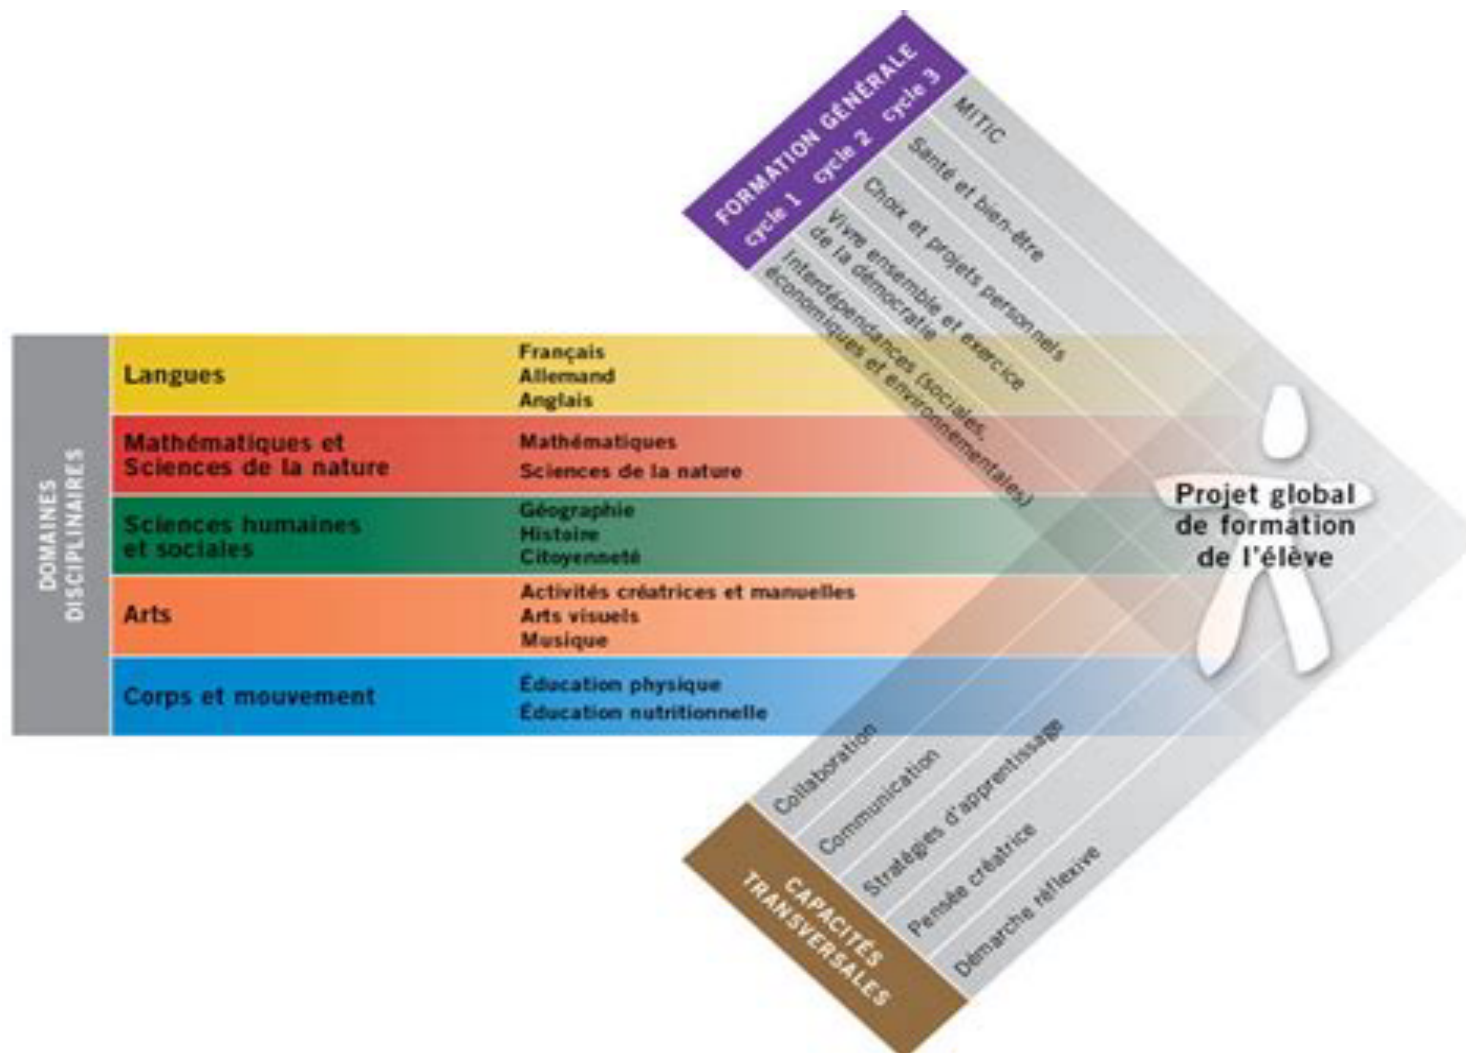 FORMATION GÉNÉRALE
cycle 1 cycle 2 cycle 3
MITIC
Santé et bien-être
Choix et projets personnels
Vivre ensemble et exercice
de la démocratie
Interdépendances (sociales,
économiques et environnementales)
DOMAINES
DISCIPLINAIRES
Langues
Français
Allemand
Anglais
Mathématiques et
Sciences de la nature
Mathématiques
Sciences de la nature
Sciences humaines
et sociales
Géographie
Histoire
Citoyenneté
Arts
Activités créatrices et manuelles
Arts visuels
Musique
Corps et mouvement
Éducation physique
Éducation nutritionnelle
Projet global
de formation
de l'élève
CAPACITÉS
TRANSVERSALES
Collaboration
Communication
Stratégies d'apprentissage
Pensée créatrice
Démarche réflexive